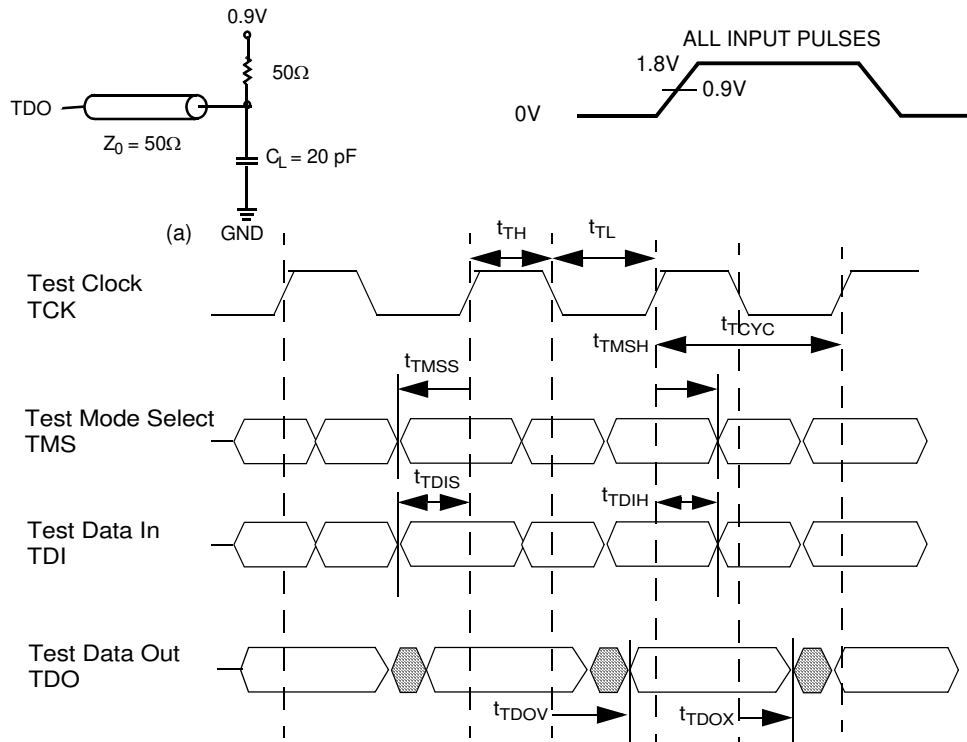 0.9V
50Ω
TDO
Z0 = 50Ω
CL = 20 pF
(a)
GND
ALL INPUT PULSES
1.8V
0.9V
0V
tTH
tTL
Test Clock
TCK
tTCYC
tTMSH
tTMSS
Test Mode Select
TMS
tTDIS
tTDIH
Test Data In
TDI
Test Data Out
TDO
tTDOV
tTDOX